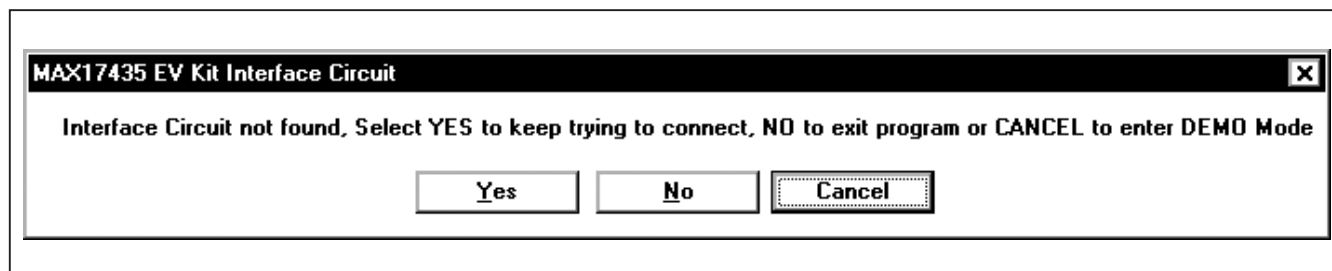 MAX17435 EV Kit Interface Circuit
Interface Circuit not found, Select YES to keep trying to connect, NO to exit program or CANCEL to enter DEMO Mode
Yes No Cancel